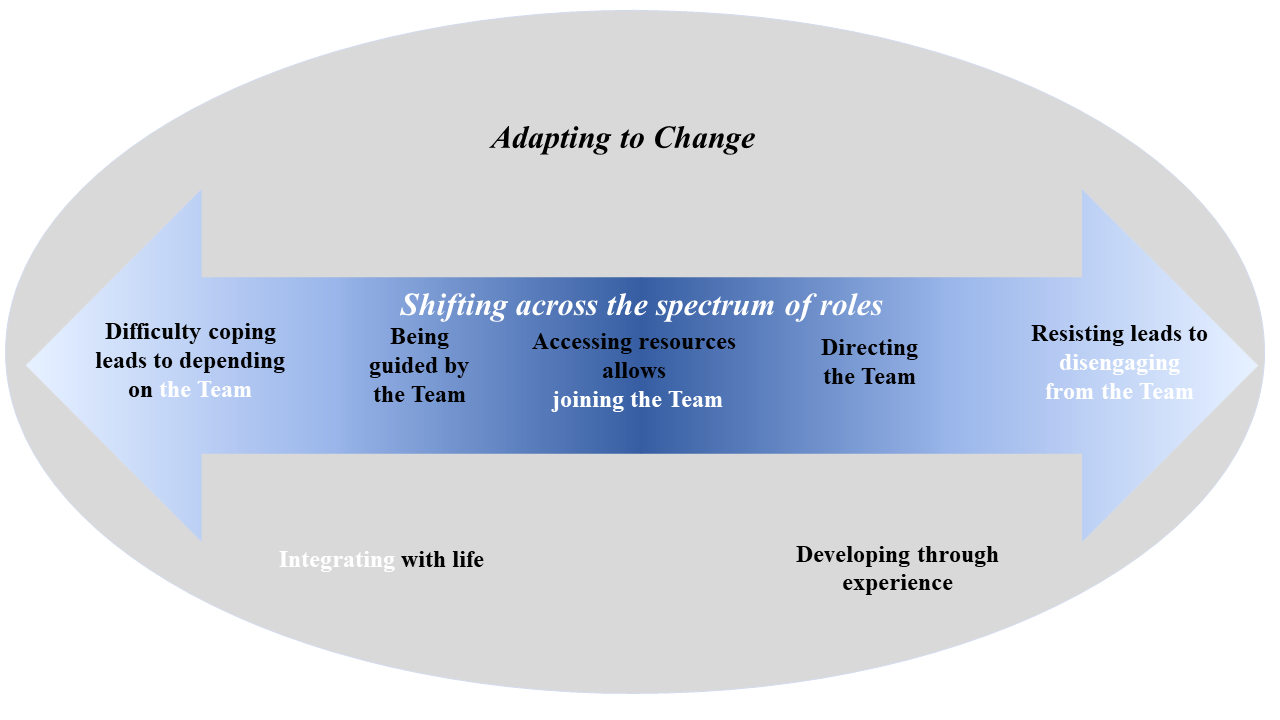 Adapting to Change
Shifting across the spectrum of roles
Difficulty coping
leads to depending
on the Team
Being
guided by
the Team
Accessing resources
allows
joining the Team
Directing
the Team
Resisting leads to
disengaging
from the Team
Integrating with life
Developing through
experience